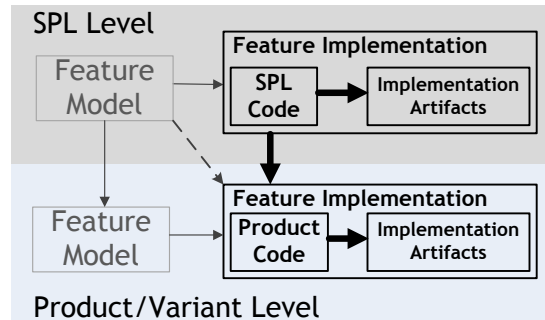 SPL Level
Feature Implementation
Feature
Model
SPL
Code
Implementation
Artifacts
Feature Implementation
Feature
Model
Product
Code
Implementation
Artifacts
Product/Variant Level